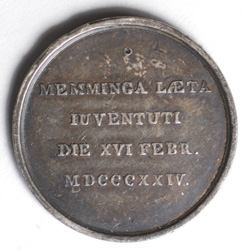 MEMMINGA LÆTA
IUVENTUTI
DIE XVI FEBR.
MDCCCXXIV.